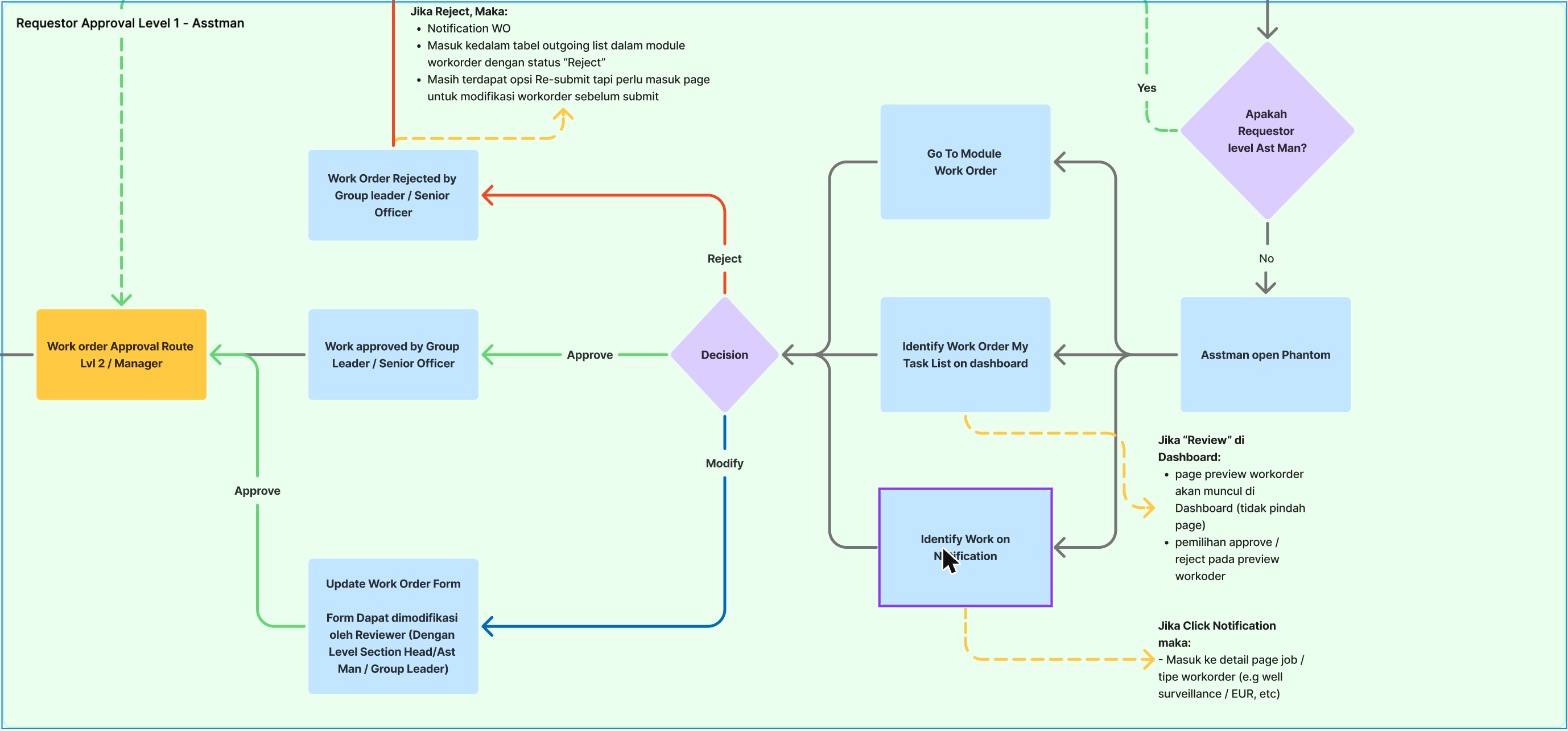 Requestor Approval Level 1 - Asstman
Jika Reject, Maka:
• Notification WO
• Masuk kedalam tabel outgoing list dalam module
workorder dengan status “Reject”
• Masih terdapat opsi Re-submit tapi perlu masuk page
untuk modifikasi workorder sebelum submit
Yes
Apakah
Requestor
level Ast Man?
Go To Module
Work Order
Work Order Rejected by
Group leader / Senior
Officer
Reject
No
Work order Approval Route
Lvl 2 / Manager
Work approved by Group
Leader / Senior Officer
Approve
Decision
Identify Work Order My
Task List on dashboard
Asstman open Phantom
Jika “Review” di
Dashboard:
• page preview workorder
akan muncul di
Dashboard (tidak pindah
page)
• pemilihan approve /
reject pada preview
workoder
Modify
Approve
Identify Work on
Notification
Update Work Order Form
Form Dapat dimodifikasi
oleh Reviewer (Dengan
Level Section Head/Ast
Man / Group Leader)
Jika Click Notification
maka:
- Masuk ke detail page job /
tipe workorder (e.g well
surveillance / EUR, etc)